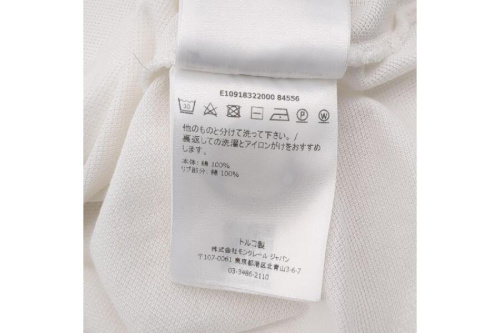 E10918322000 84556
30
P
W
他のものと分けて洗って下さい。/
裏返しての洗濯とアイロンがけをおすすめ
します。
本体: 綿 100%
リブ部分: 綿 100%
トルコ製
株式会社モンクレール ジャパン
〒107-0061 東京都港区北青山3-6-7
03-3486-2110